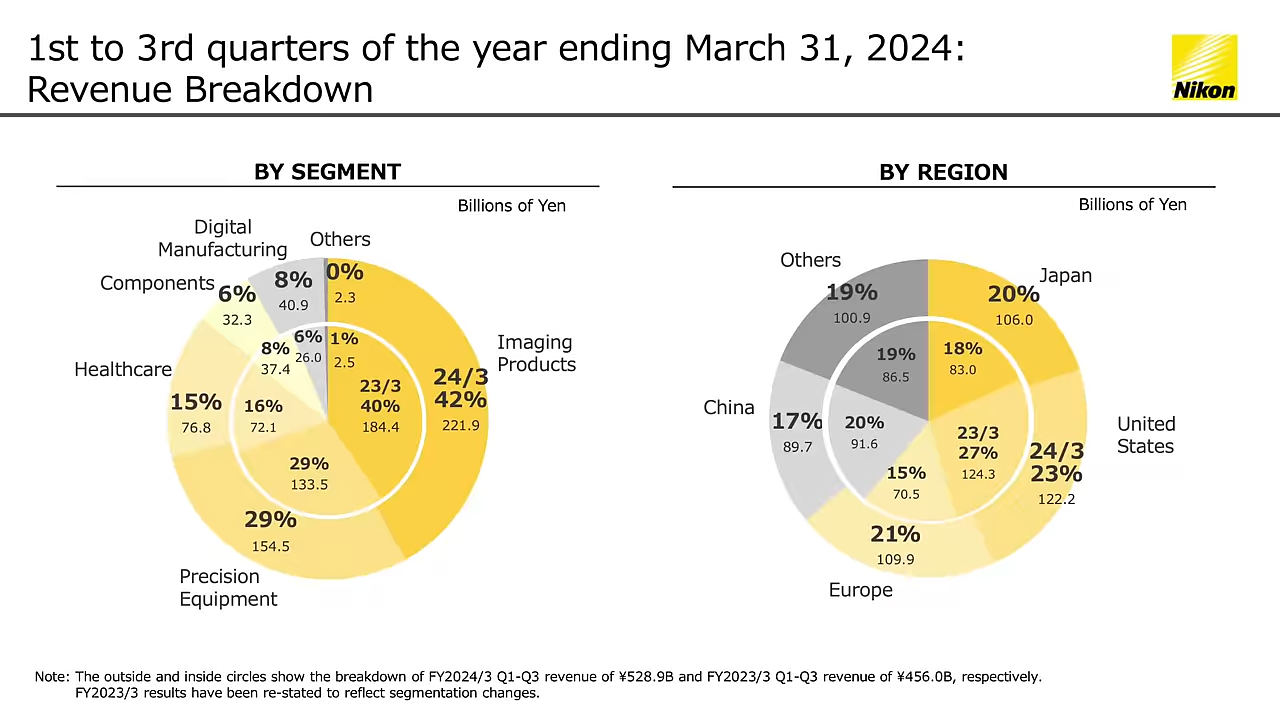 1st to 3rd quarters of the year ending March 31, 2024:
Revenue Breakdown
Nikon
BY SEGMENT
Billions of Yen
Digital
Manufacturing
Others
Components
Healthcare
Imaging
Products
Precision
Equipment
0%
2.3
8%
40.9
6%
32.3
15%
76.8
29%
154.5
24/3
42%
221.9
1%
2.5
6%
26.0
8%
37.4
16%
72.1
29%
133.5
23/3
40%
184.4
BY REGION
Billions of Yen
Others
Japan
China
United
States
Europe
19%
100.9
20%
106.0
17%
89.7
24/3
23%
122.2
21%
109.9
19%
86.5
18%
83.0
20%
91.6
23/3
27%
124.3
15%
70.5
Note: The outside and inside circles show the breakdown of FY2024/3 Q1-Q3 revenue of ¥528.9B and FY2023/3 Q1-Q3 revenue of ¥456.0B, respectively.
FY2023/3 results have been re-stated to reflect segmentation changes.